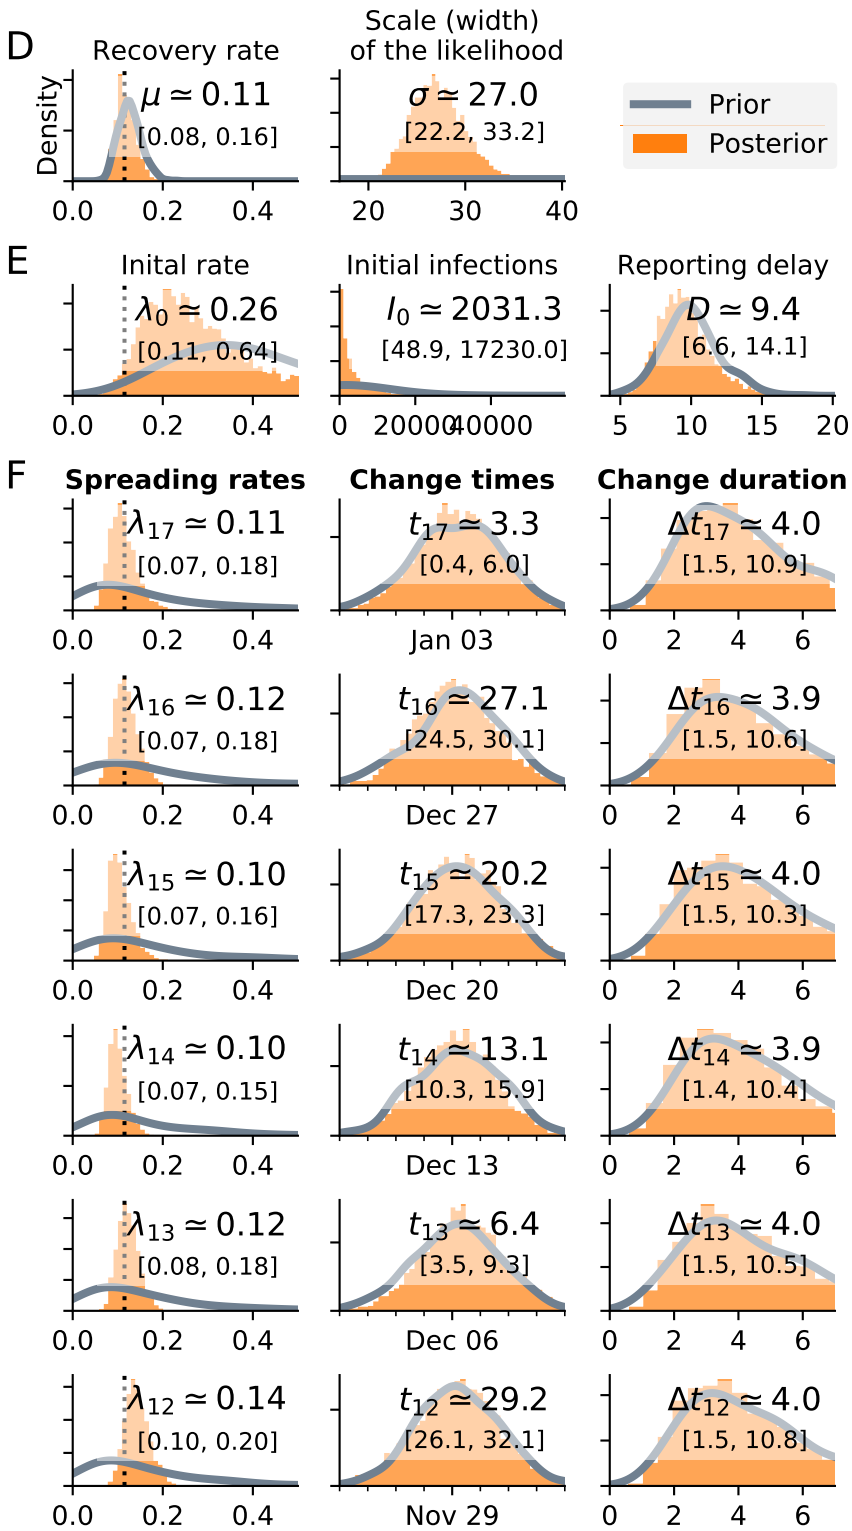 D
Recovery rate
Scale (width)
of the likelihood
Density
μ ≃ 0.11
[0.08, 0.16]
0.0 0.2 0.4
σ ≃ 27.0
[22.2, 33.2]
20 30 40
Prior
Posterior
E
Inital rate
Initial infections
Reporting delay
λ0 ≃ 0.26
[0.11, 0.64]
0.0 0.2 0.4
I0 ≃ 2031.3
[48.9, 17230.0]
0 20000 40000
D ≃ 9.4
[6.6, 14.1]
5 10 15 20
F
Spreading rates
Change times
Change duration
λ17 ≃ 0.11
[0.07, 0.18]
0.0 0.2 0.4
t17 ≃ 3.3
[0.4, 6.0]
Jan 03
Δt17 ≃ 4.0
[1.5, 10.9]
0 2 4 6
λ16 ≃ 0.12
[0.07, 0.18]
0.0 0.2 0.4
t16 ≃ 27.1
[24.5, 30.1]
Dec 27
Δt16 ≃ 3.9
[1.5, 10.6]
0 2 4 6
λ15 ≃ 0.10
[0.07, 0.16]
0.0 0.2 0.4
t15 ≃ 20.2
[17.3, 23.3]
Dec 20
Δt15 ≃ 4.0
[1.5, 10.3]
0 2 4 6
λ14 ≃ 0.10
[0.07, 0.15]
0.0 0.2 0.4
t14 ≃ 13.1
[10.3, 15.9]
Dec 13
Δt14 ≃ 3.9
[1.4, 10.4]
0 2 4 6
λ13 ≃ 0.12
[0.08, 0.18]
0.0 0.2 0.4
t13 ≃ 6.4
[3.5, 9.3]
Dec 06
Δt13 ≃ 4.0
[1.5, 10.5]
0 2 4 6
λ12 ≃ 0.14
[0.10, 0.20]
0.0 0.2 0.4
t12 ≃ 29.2
[26.1, 32.1]
Nov 29
Δt12 ≃ 4.0
[1.5, 10.8]
0 2 4 6